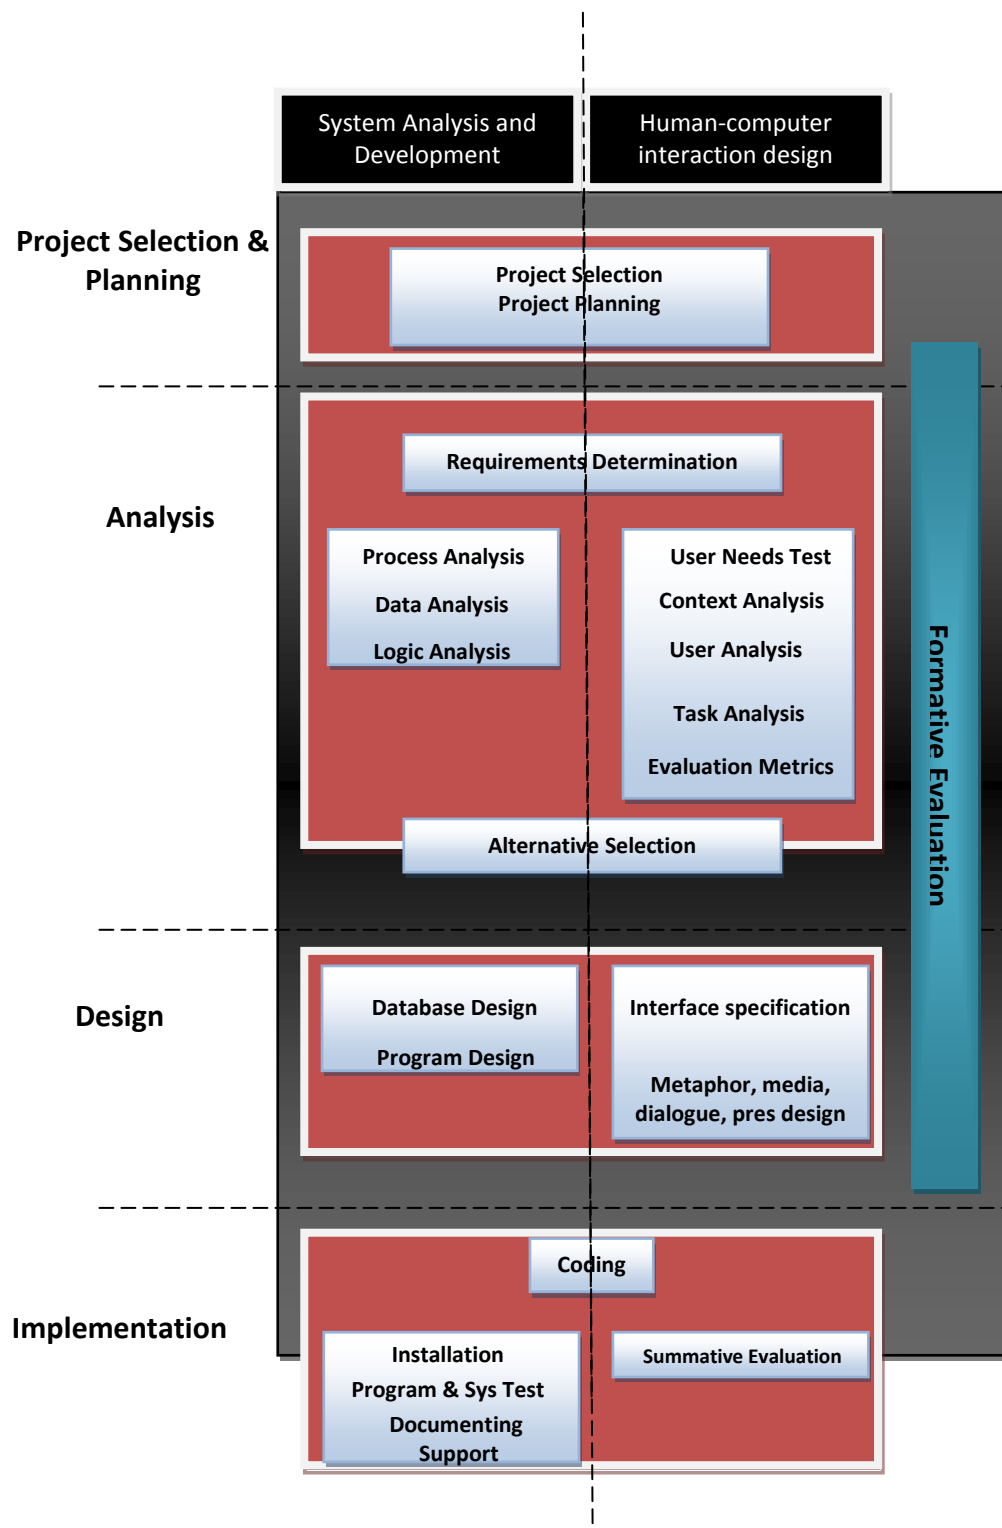 System Analysis and
Development
Human-computer
interaction design
Project Selection &
Planning
Project Selection
Project Planning
Analysis
Requirements Determination
Process Analysis
Data Analysis
Logic Analysis
User Needs Test
Context Analysis
User Analysis
Task Analysis
Evaluation Metrics
Alternative Selection
Formative Evaluation
Design
Database Design
Program Design
Interface specification
Metaphor, media,
dialogue, pres design
Implementation
Coding
Installation
Program & Sys Test
Documenting
Support
Summative Evaluation